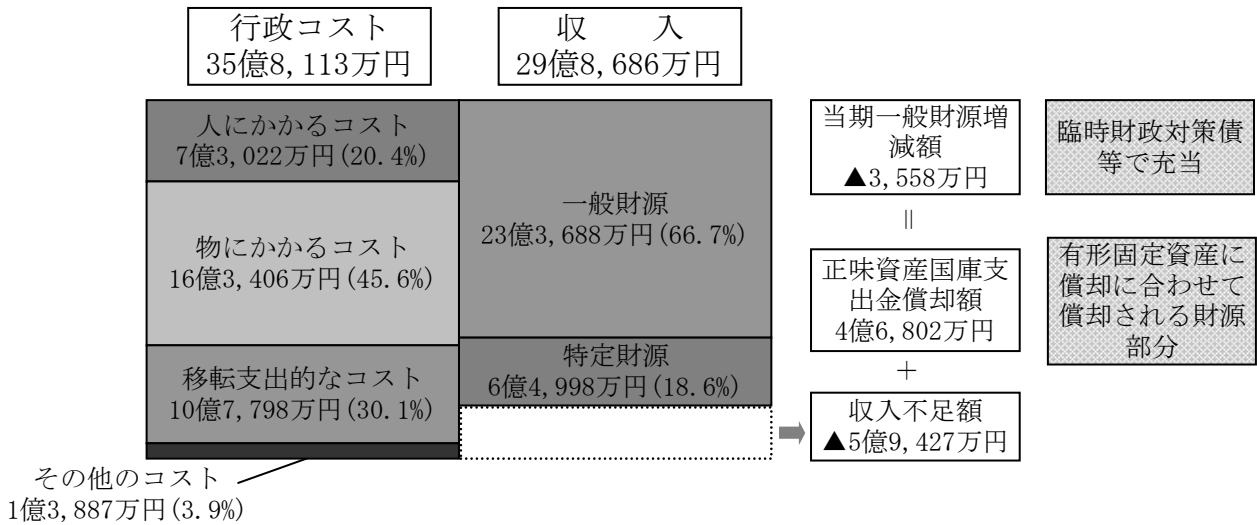 行政コスト
35億8,113万円
収　　入
29億8,686万円
人にかかるコスト
7億3,022万円(20.4%)
物にかかるコスト
16億3,406万円(45.6%)
移転支出的なコスト
10億7,798万円(30.1%)
その他のコスト
1億3,887万円(3.9%)
一般財源
23億3,688万円(66.7%)
特定財源
6億4,998万円(18.6%)
当期一般財源増
減額
▲3,558万円
||
正味資産国庫支
出金償却額
4億6,802万円
＋
収入不足額
▲5億9,427万円
臨時財政対策債
等で充当
有形固定資産に
償却に合わせて
償却される財源
部分